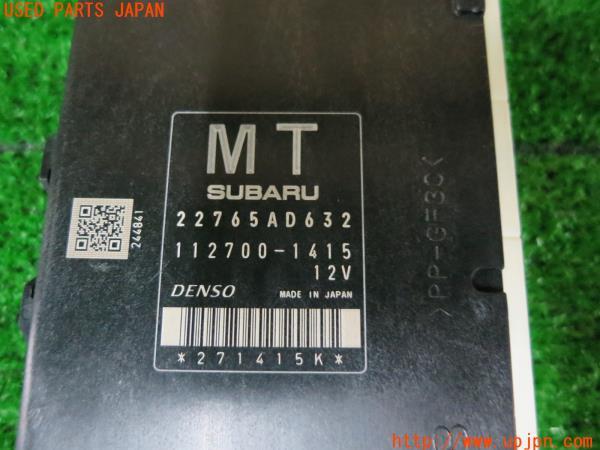 USED PARTS JAPAN
MT
SUBARU
22765AD632
112700-1415
12V
DENSO MADE IN JAPAN
*271415K*
244841
>PP-GF30<
http://www.upjpn.com/